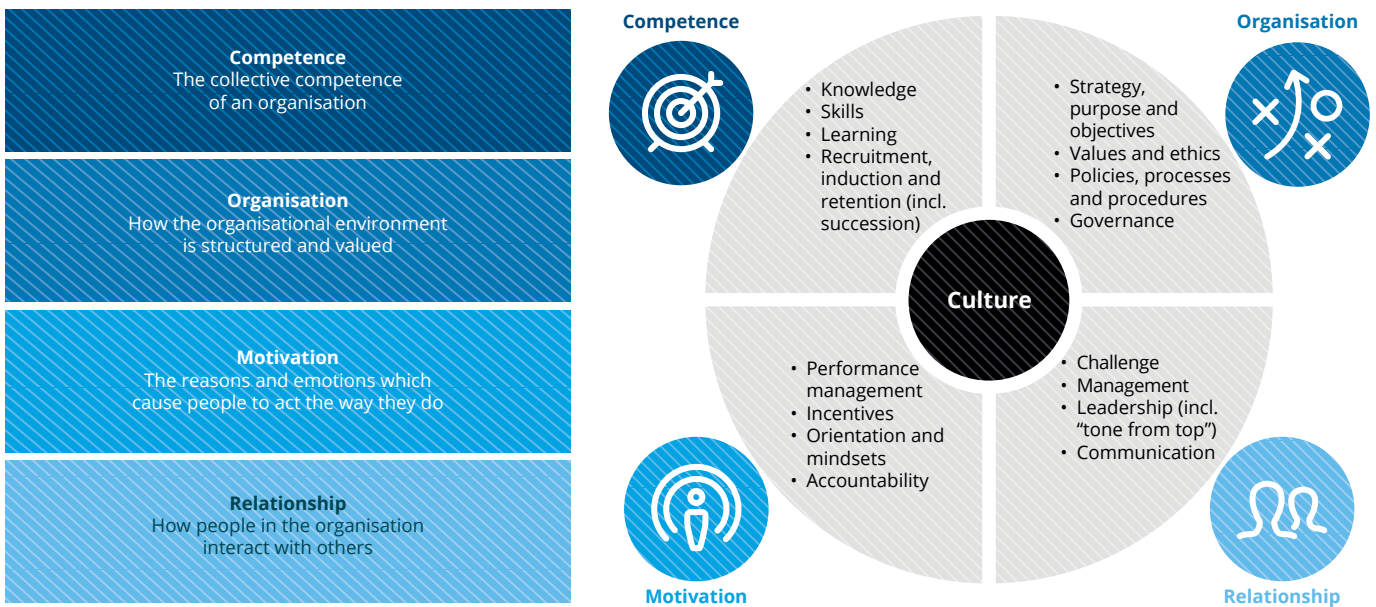 Competence
The collective competence
of an organisation
Organisation
How the organisational environment
is structured and valued
Motivation
The reasons and emotions which
cause people to act the way they do
Relationship
How people in the organisation
interact with others
Competence
• Knowledge
• Skills
• Learning
• Recruitment,
induction and
retention (incl.
succession)
Organisation
• Strategy,
purpose and
objectives
• Values and ethics
• Policies, processes
and procedures
• Governance
Culture
• Performance
management
• Incentives
• Orientation and
mindsets
• Accountability
Motivation
• Challenge
• Management
• Leadership (incl.
“tone from top”)
• Communication
Relationship